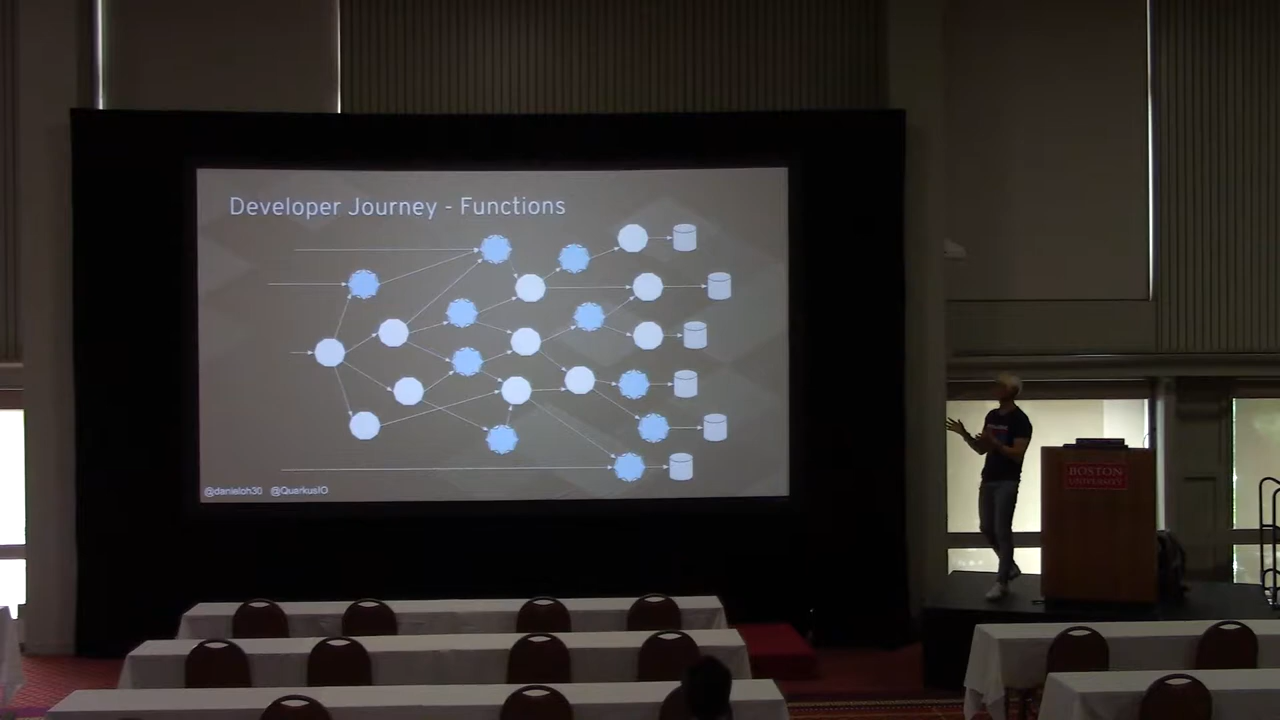 Developer Journey - Functions
@danieloh30 @QuarkusIO
BOSTON
UNIVERSITY